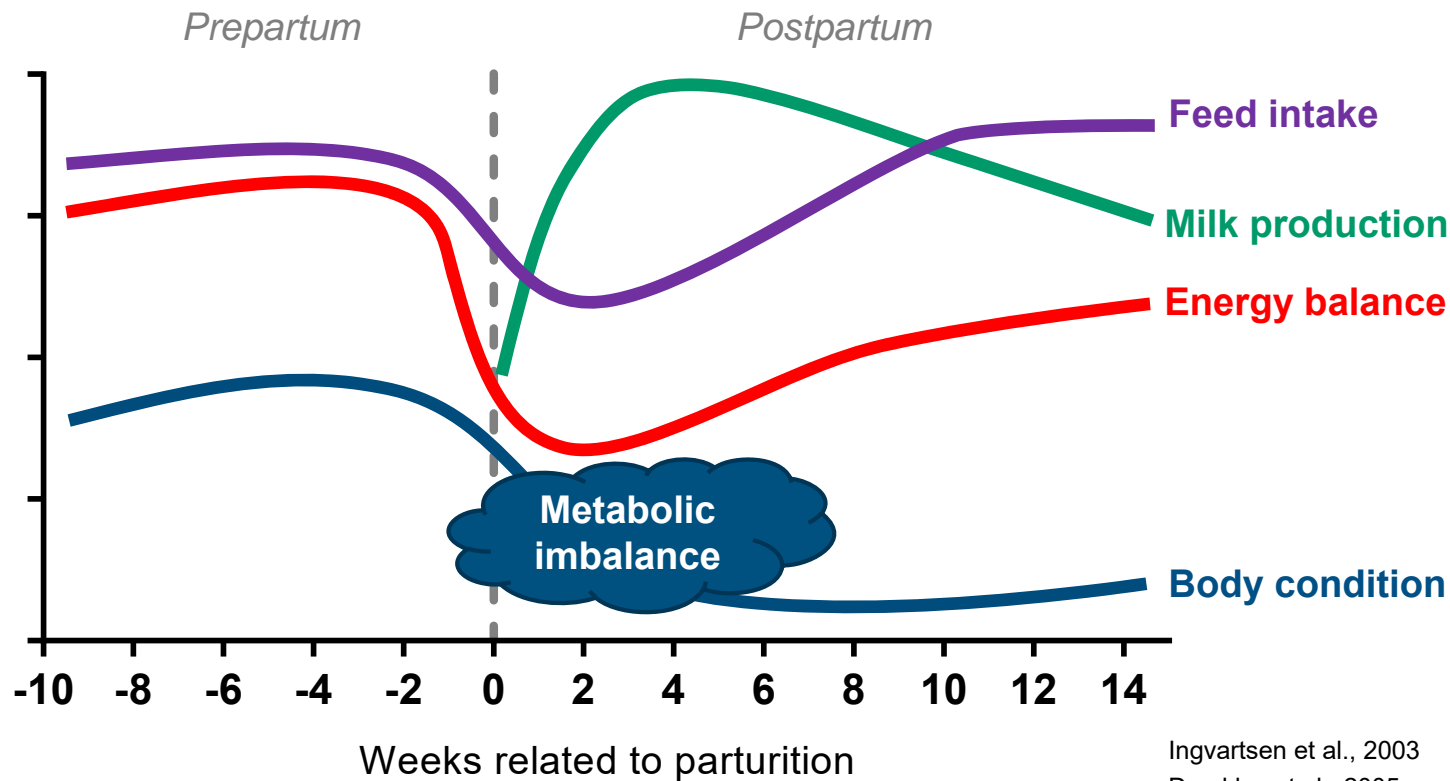 Prepartum
Postpartum
Feed intake
Milk production
Energy balance
Metabolic
imbalance
Body condition
-10 -8 -6 -4 -2 0 2 4 6 8 10 12 14
Weeks related to parturition
Ingvartsen et al., 2003